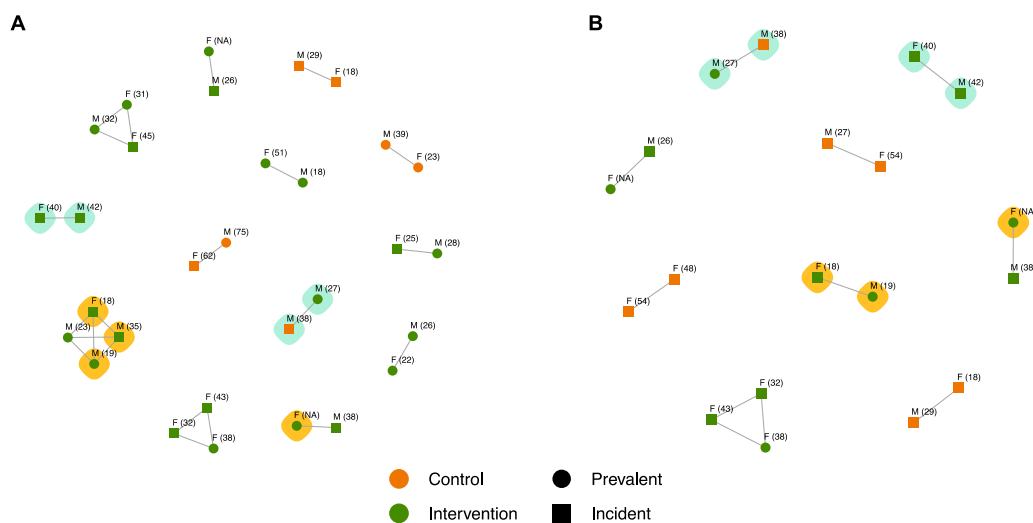 A
B
F (NA)
M (26)
M (29)
F (18)
F (31)
M (32)
F (45)
M (39)
F (23)
F (51)
M (18)
F (40)
M (42)
M (75)
F (62)
F (25)
M (28)
F (18)
M (23)
M (35)
M (19)
M (27)
M (38)
M (26)
F (22)
F (43)
F (32)
F (38)
F (NA)
M (38)
M (38)
M (27)
F (40)
M (42)
M (26)
F (NA)
M (27)
F (54)
F (NA)
M (38)
F (18)
M (19)
F (48)
F (54)
F (32)
F (43)
F (38)
F (18)
M (29)
Control
Prevalent
Intervention
Incident